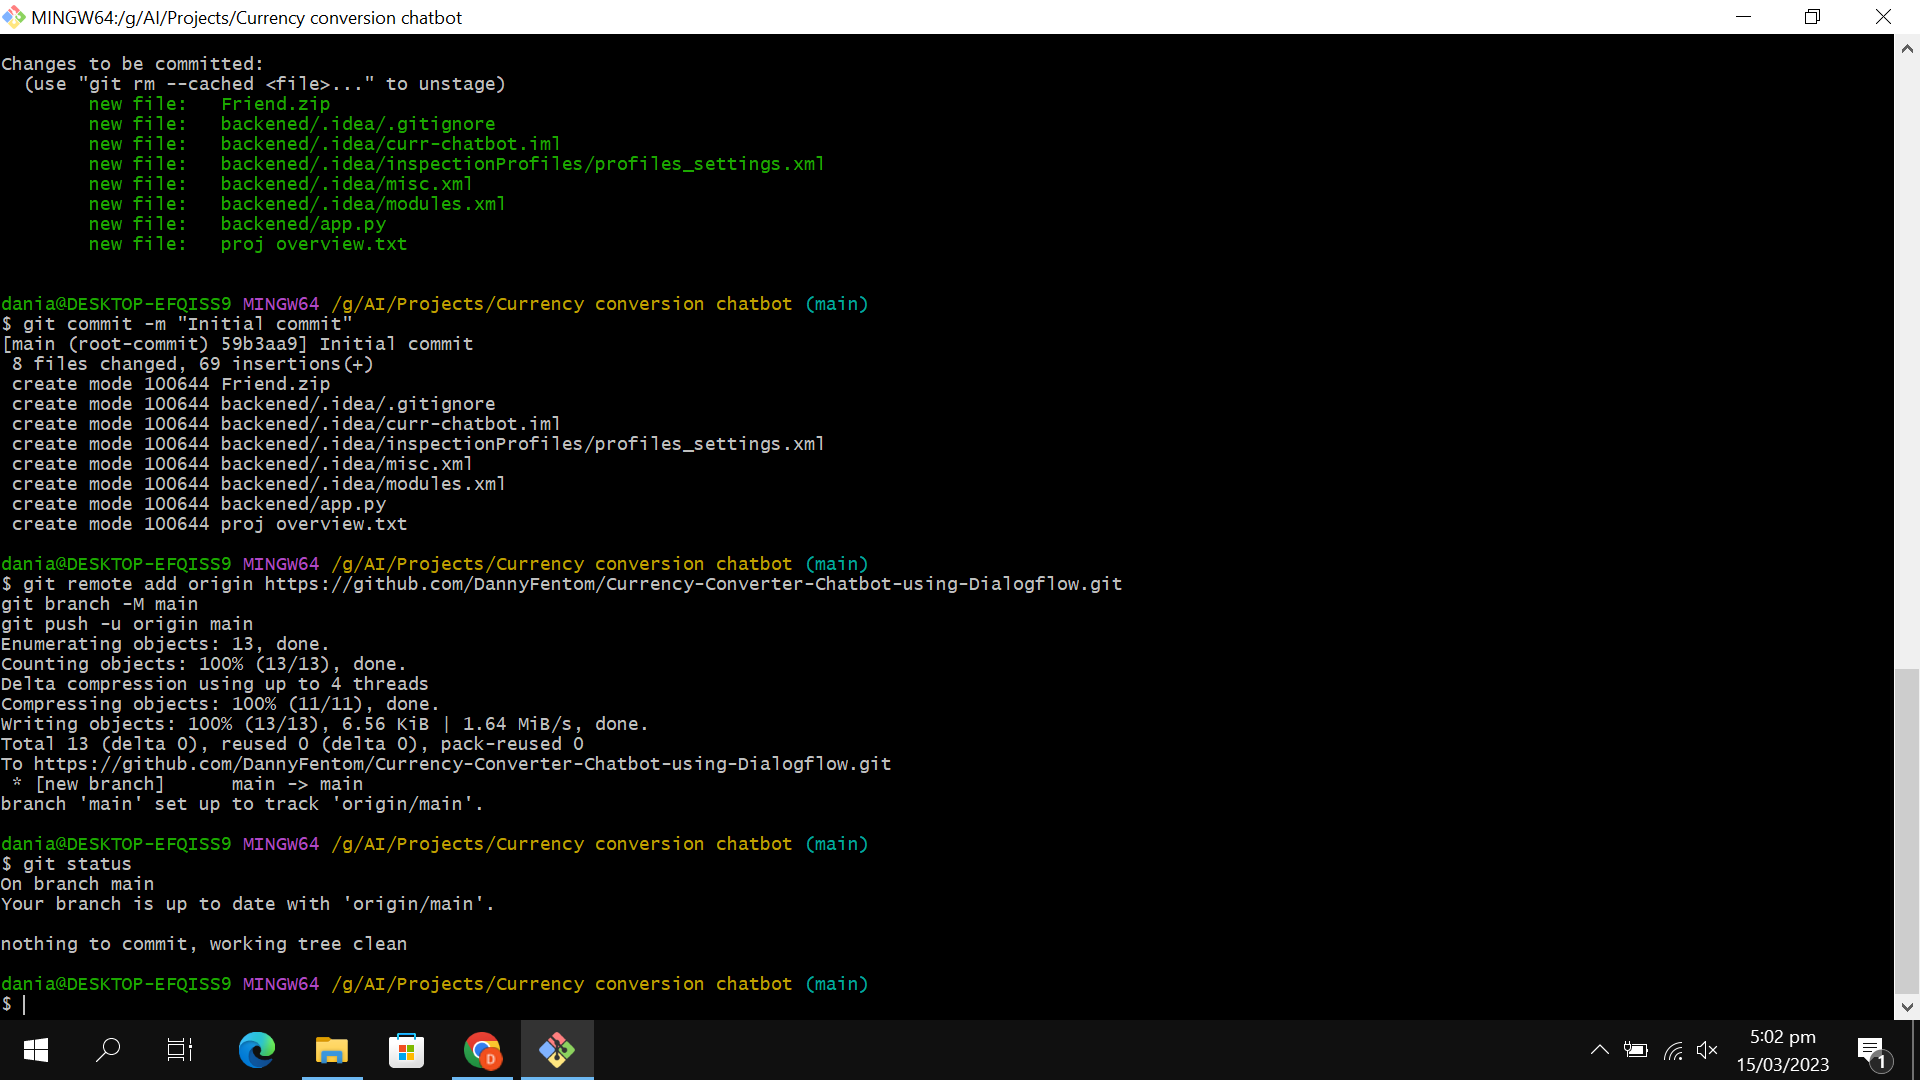 MINGW64:/g/AI/Projects/Currency conversion chatbot
Changes to be committed:
  (use "git rm --cached <file>..." to unstage)
        new file:   Friend.zip
        new file:   backened/.idea/.gitignore
        new file:   backened/.idea/curr-chatbot.iml
        new file:   backened/.idea/inspectionProfiles/profiles_settings.xml
        new file:   backened/.idea/misc.xml
        new file:   backened/.idea/modules.xml
        new file:   backened/app.py
        new file:   proj overview.txt
dania@DESKTOP-EFQISS9 MINGW64 /g/AI/Projects/Currency conversion chatbot (main)
$ git commit -m "Initial commit"
[main (root-commit) 59b3aa9] Initial commit
 8 files changed, 69 insertions(+)
 create mode 100644 Friend.zip
 create mode 100644 backened/.idea/.gitignore
 create mode 100644 backened/.idea/curr-chatbot.iml
 create mode 100644 backened/.idea/inspectionProfiles/profiles_settings.xml
 create mode 100644 backened/.idea/misc.xml
 create mode 100644 backened/.idea/modules.xml
 create mode 100644 backened/app.py
 create mode 100644 proj overview.txt
dania@DESKTOP-EFQISS9 MINGW64 /g/AI/Projects/Currency conversion chatbot (main)
$ git remote add origin https://github.com/DannyFentom/Currency-Converter-Chatbot-using-Dialogflow.git
git branch -M main
git push -u origin main
Enumerating objects: 13, done.
Counting objects: 100% (13/13), done.
Delta compression using up to 4 threads
Compressing objects: 100% (11/11), done.
Writing objects: 100% (13/13), 6.56 KiB | 1.64 MiB/s, done.
Total 13 (delta 0), reused 0 (delta 0), pack-reused 0
To https://github.com/DannyFentom/Currency-Converter-Chatbot-using-Dialogflow.git
 * [new branch]      main -> main
branch 'main' set up to track 'origin/main'.
dania@DESKTOP-EFQISS9 MINGW64 /g/AI/Projects/Currency conversion chatbot (main)
$ git status
On branch main
Your branch is up to date with 'origin/main'.
nothing to commit, working tree clean
dania@DESKTOP-EFQISS9 MINGW64 /g/AI/Projects/Currency conversion chatbot (main)
$
D
5:02 pm
15/03/2023
1